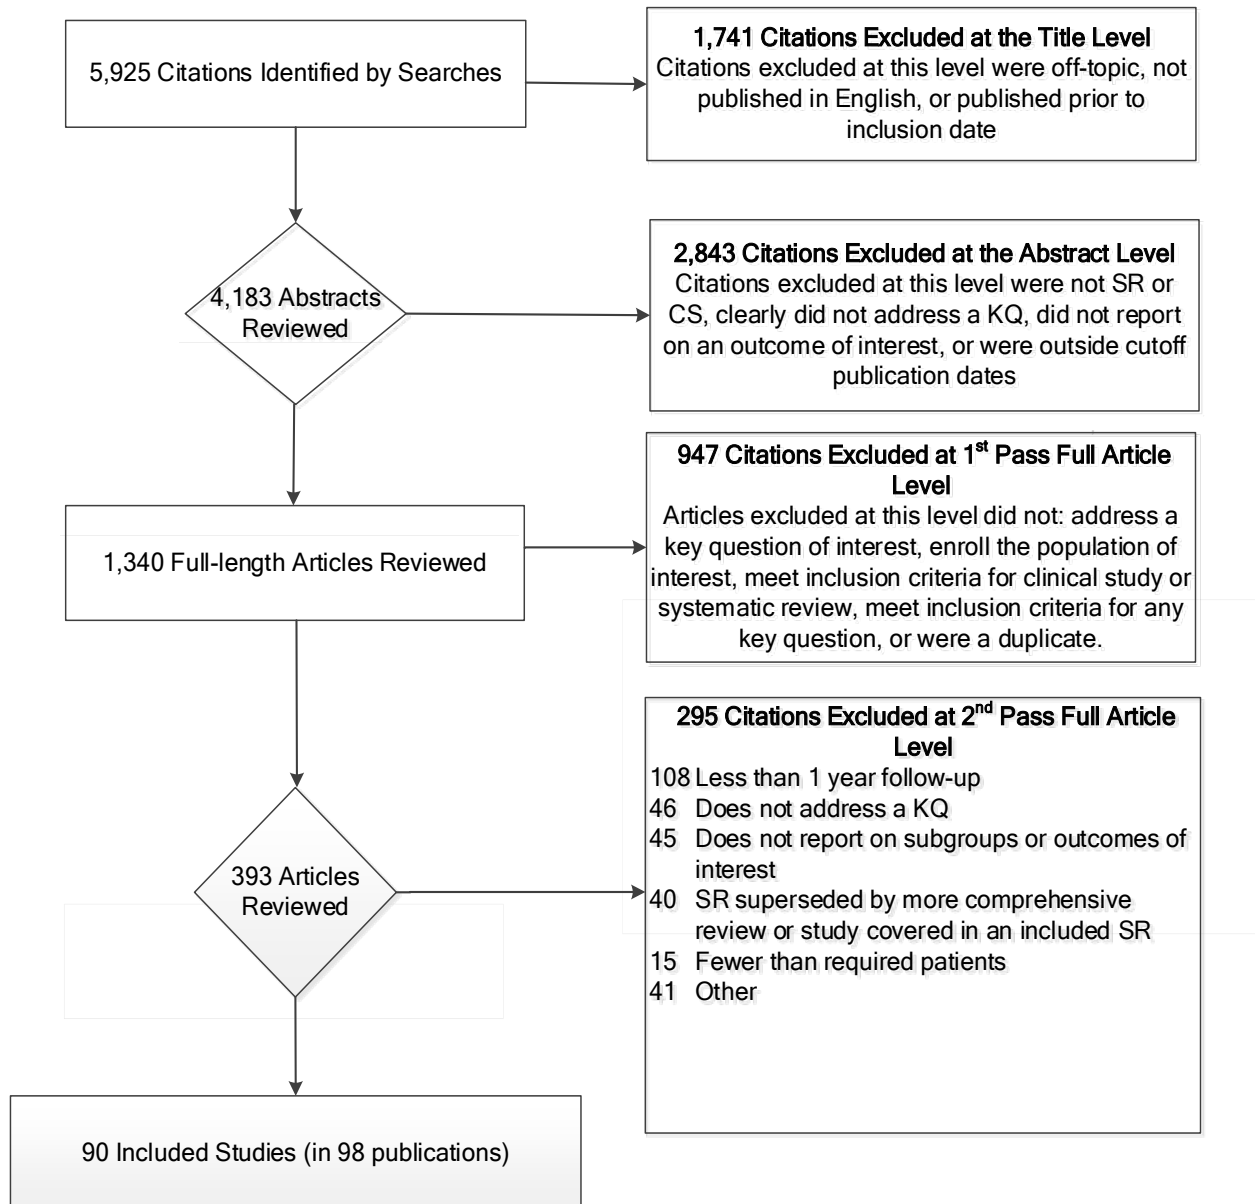 5,925 Citations Identified by Searches
1,741 Citations Excluded at the Title Level
Citations excluded at this level were off-topic, not
published in English, or published prior to
inclusion date
4,183 Abstracts
Reviewed
2,843 Citations Excluded at the Abstract Level
Citations excluded at this level were not SR or
CS, clearly did not address a KQ, did not report
on an outcome of interest, or were outside cutoff
publication dates
1,340 Full-length Articles Reviewed
947 Citations Excluded at 1st Pass Full Article
Level
Articles excluded at this level did not: address a
key question of interest, enroll the population of
interest, meet inclusion criteria for clinical study or
systematic review, meet inclusion criteria for any
key question, or were a duplicate.
393 Articles
Reviewed
295 Citations Excluded at 2nd Pass Full Article
Level
108 Less than 1 year follow-up
46 Does not address a KQ
45 Does not report on subgroups or outcomes of
interest
40 SR superseded by more comprehensive
review or study covered in an included SR
15 Fewer than required patients
41 Other
90 Included Studies (in 98 publications)